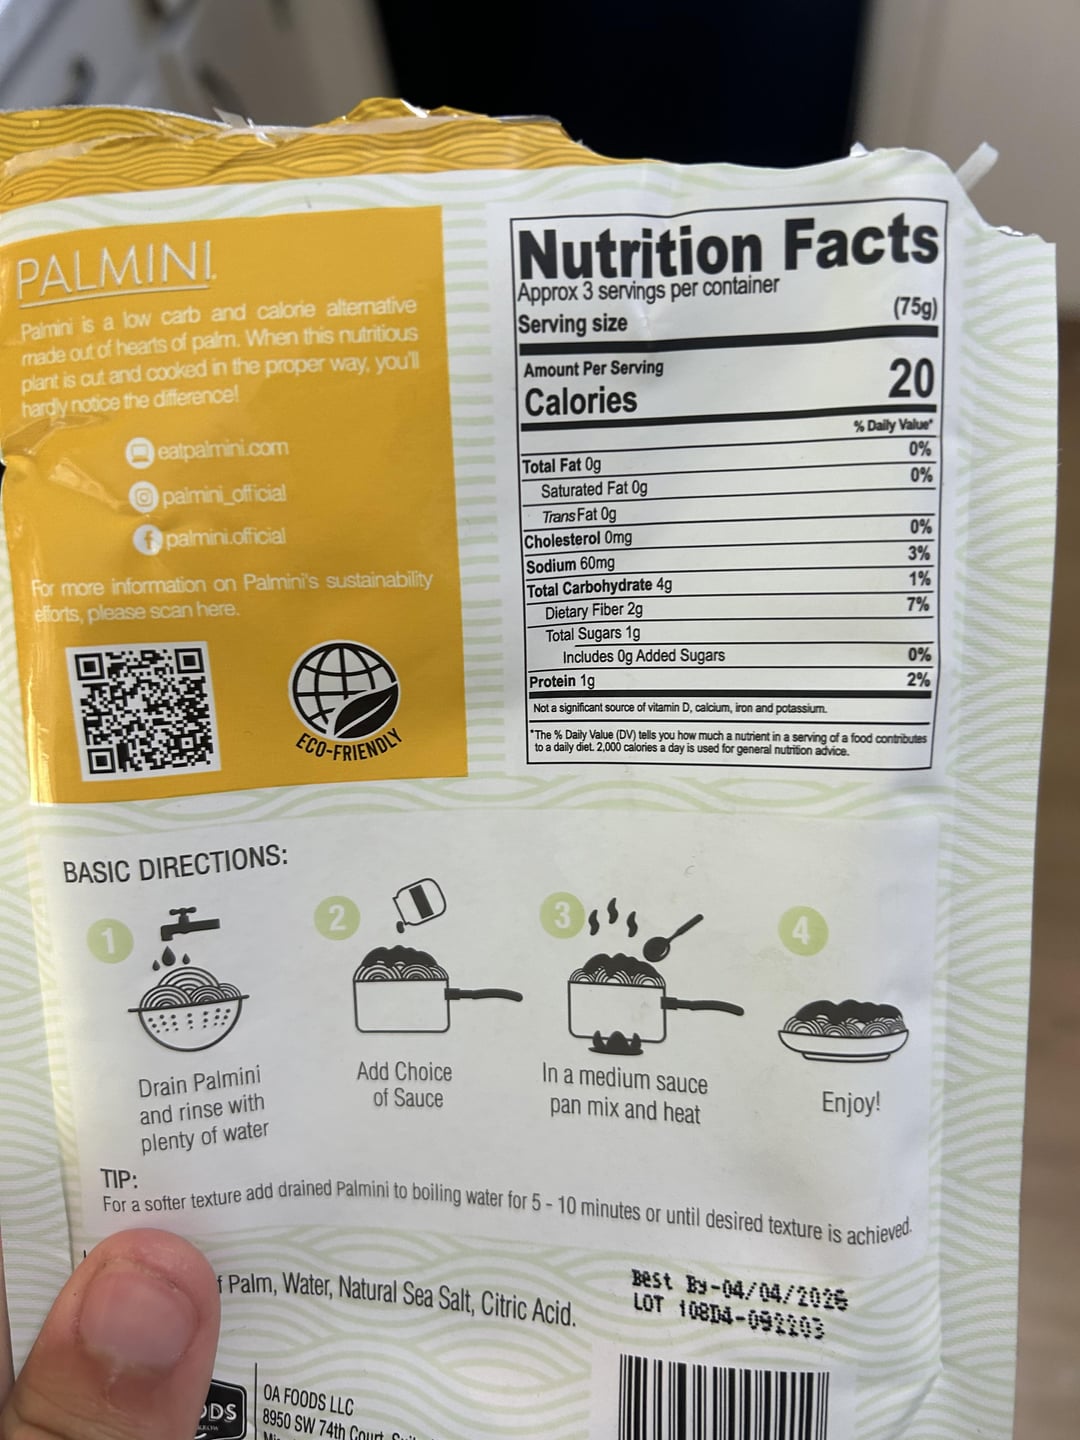 PALMINI
Palmini is a low carb and calorie alternative
made out of hearts of palm. When this nutritious
plant is cut and cooked in the proper way, you'll
hardly notice the difference!
eatpalmini.com
palmini_official
palmini.official
For more information on Palmini's sustainability
efforts, please scan here.
ECO-FRIENDLY
Nutrition Facts
Approx 3 servings per container
Serving size (75g)
Amount Per Serving
Calories 20
% Daily Value*
Total Fat 0g 0%
Saturated Fat 0g 0%
Trans Fat 0g
Cholesterol 0mg 0%
Sodium 60mg 3%
Total Carbohydrate 4g 1%
Dietary Fiber 2g 7%
Total Sugars 1g
Includes 0g Added Sugars 0%
Protein 1g 2%
Not a significant source of vitamin D, calcium, iron and potassium.
*The % Daily Value (DV) tells you how much a nutrient in a serving of a food contributes
to a daily diet. 2,000 calories a day is used for general nutrition advice.
BASIC DIRECTIONS:
1
Drain Palmini
and rinse with
plenty of water
2
Add Choice
of Sauce
3
In a medium sauce
pan mix and heat
4
Enjoy!
TIP:
For a softer texture add drained Palmini to boiling water for 5 - 10 minutes or until desired texture is achieved.
f Palm, Water, Natural Sea Salt, Citric Acid.
Best By-04/04/2026
LOT 108D4-092203
ODS
OA FOODS LLC
8950 SW 74th Court